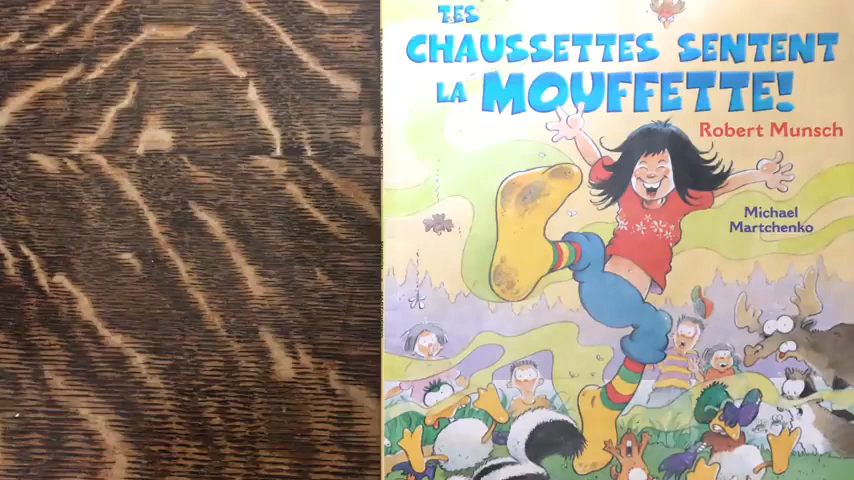 TES
CHAUSSETTES SENTENT
LA MOUFFETTE!
Robert Munsch
Michael
Martchenko